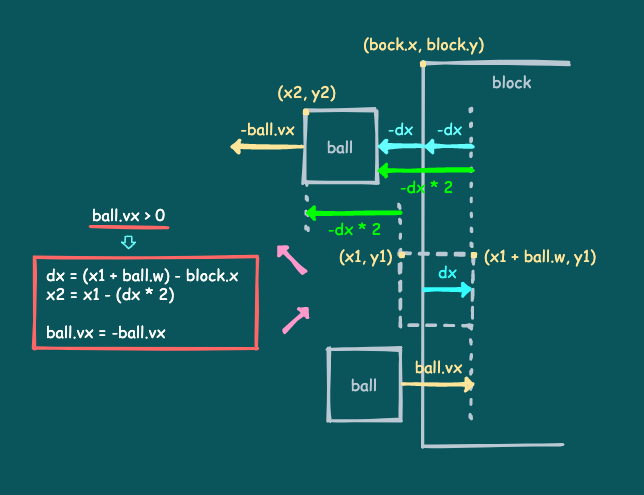 (bock.x, block.y)
block
(x2, y2)
-ball.vx
-dx
-dx
ball
-dx * 2
ball.vx > 0
-dx * 2
(x1, y1)
(x1 + ball.w, y1)
dx
dx = (x1 + ball.w) - block.x
x2 = x1 - (dx * 2)
ball.vx = -ball.vx
ball.vx
ball